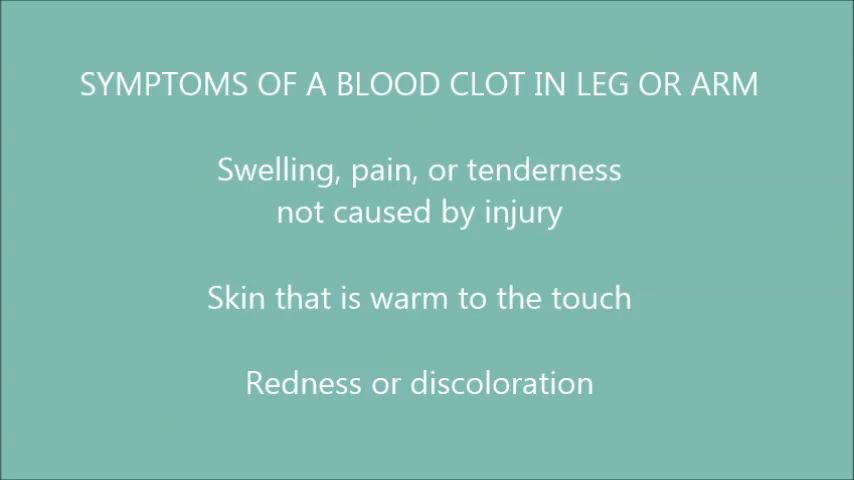 SYMPTOMS OF A BLOOD CLOT IN LEG OR ARM
Swelling, pain, or tenderness
not caused by injury
Skin that is warm to the touch
Redness or discoloration